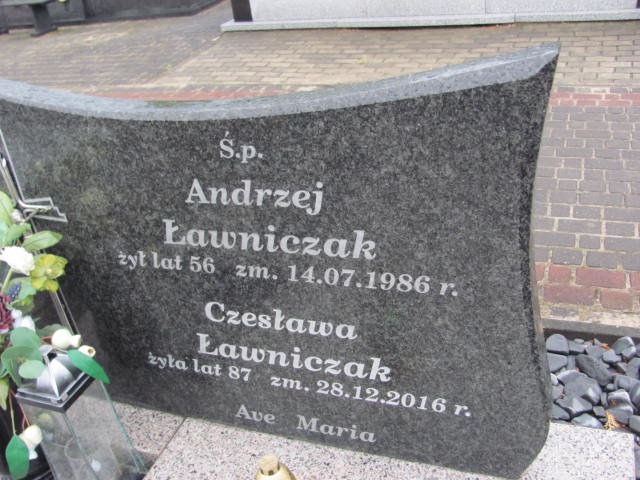 Ś.p.
Andrzej
Ławniczak
żył lat 56 zm. 14.07.1986 r.
Czesława
Ławniczak
żyła lat 87 zm. 28.12.2016 r.
Ave Maria